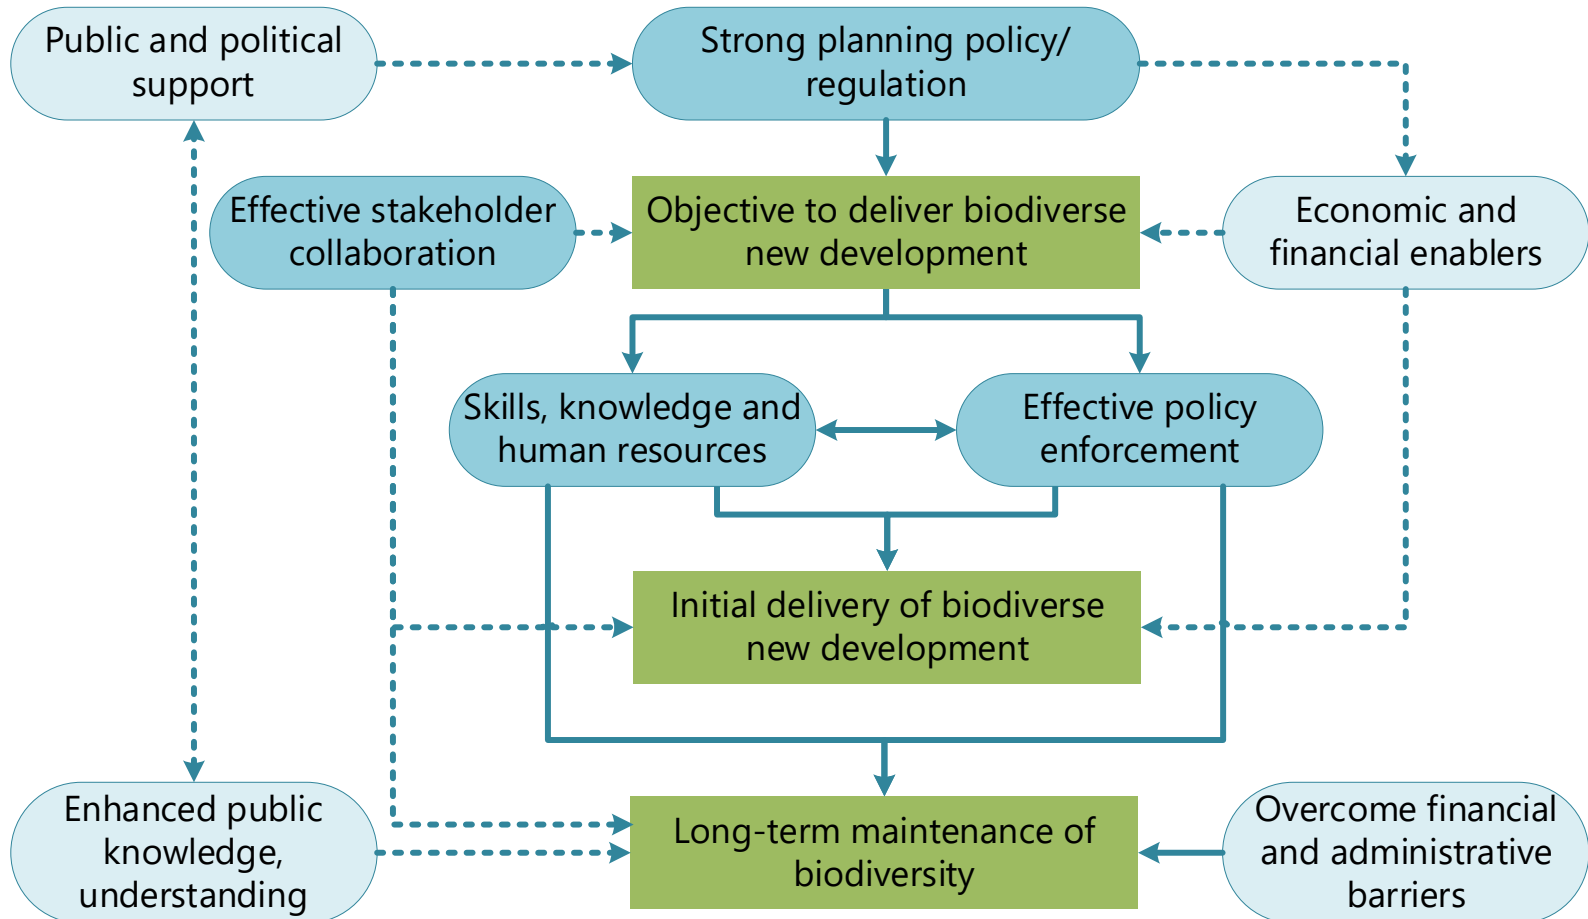 Public and political
support
Strong planning policy/
regulation
Effective stakeholder
collaboration
Objective to deliver biodiverse
new development
Economic and
financial enablers
Skills, knowledge and
human resources
Effective policy
enforcement
Initial delivery of biodiverse
new development
Enhanced public
knowledge,
understanding
Long-term maintenance of
biodiversity
Overcome financial
and administrative
barriers